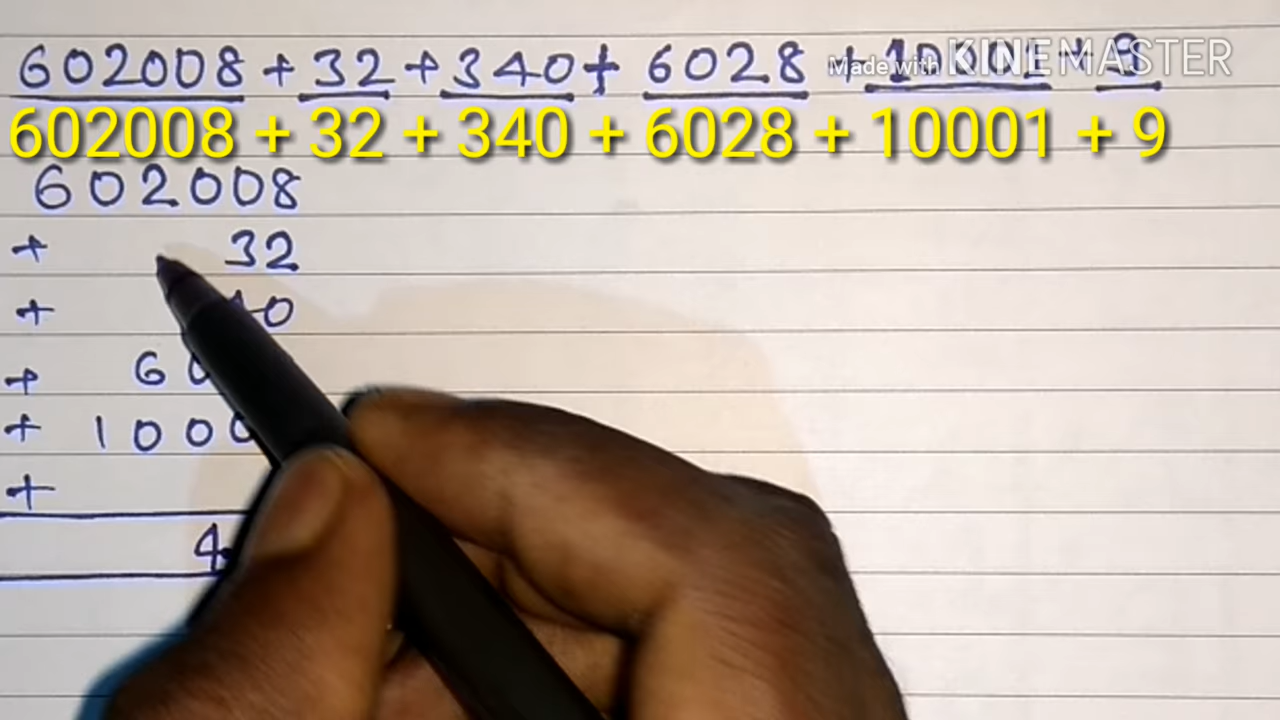 602008 + 32 + 340 + 6028 + 10001 + 9
Made with KINEMASTER
602008 + 32 + 340 + 6028 + 10001 + 9
602008
+ 32
+ 40
+ 60
+ 1000
+
4